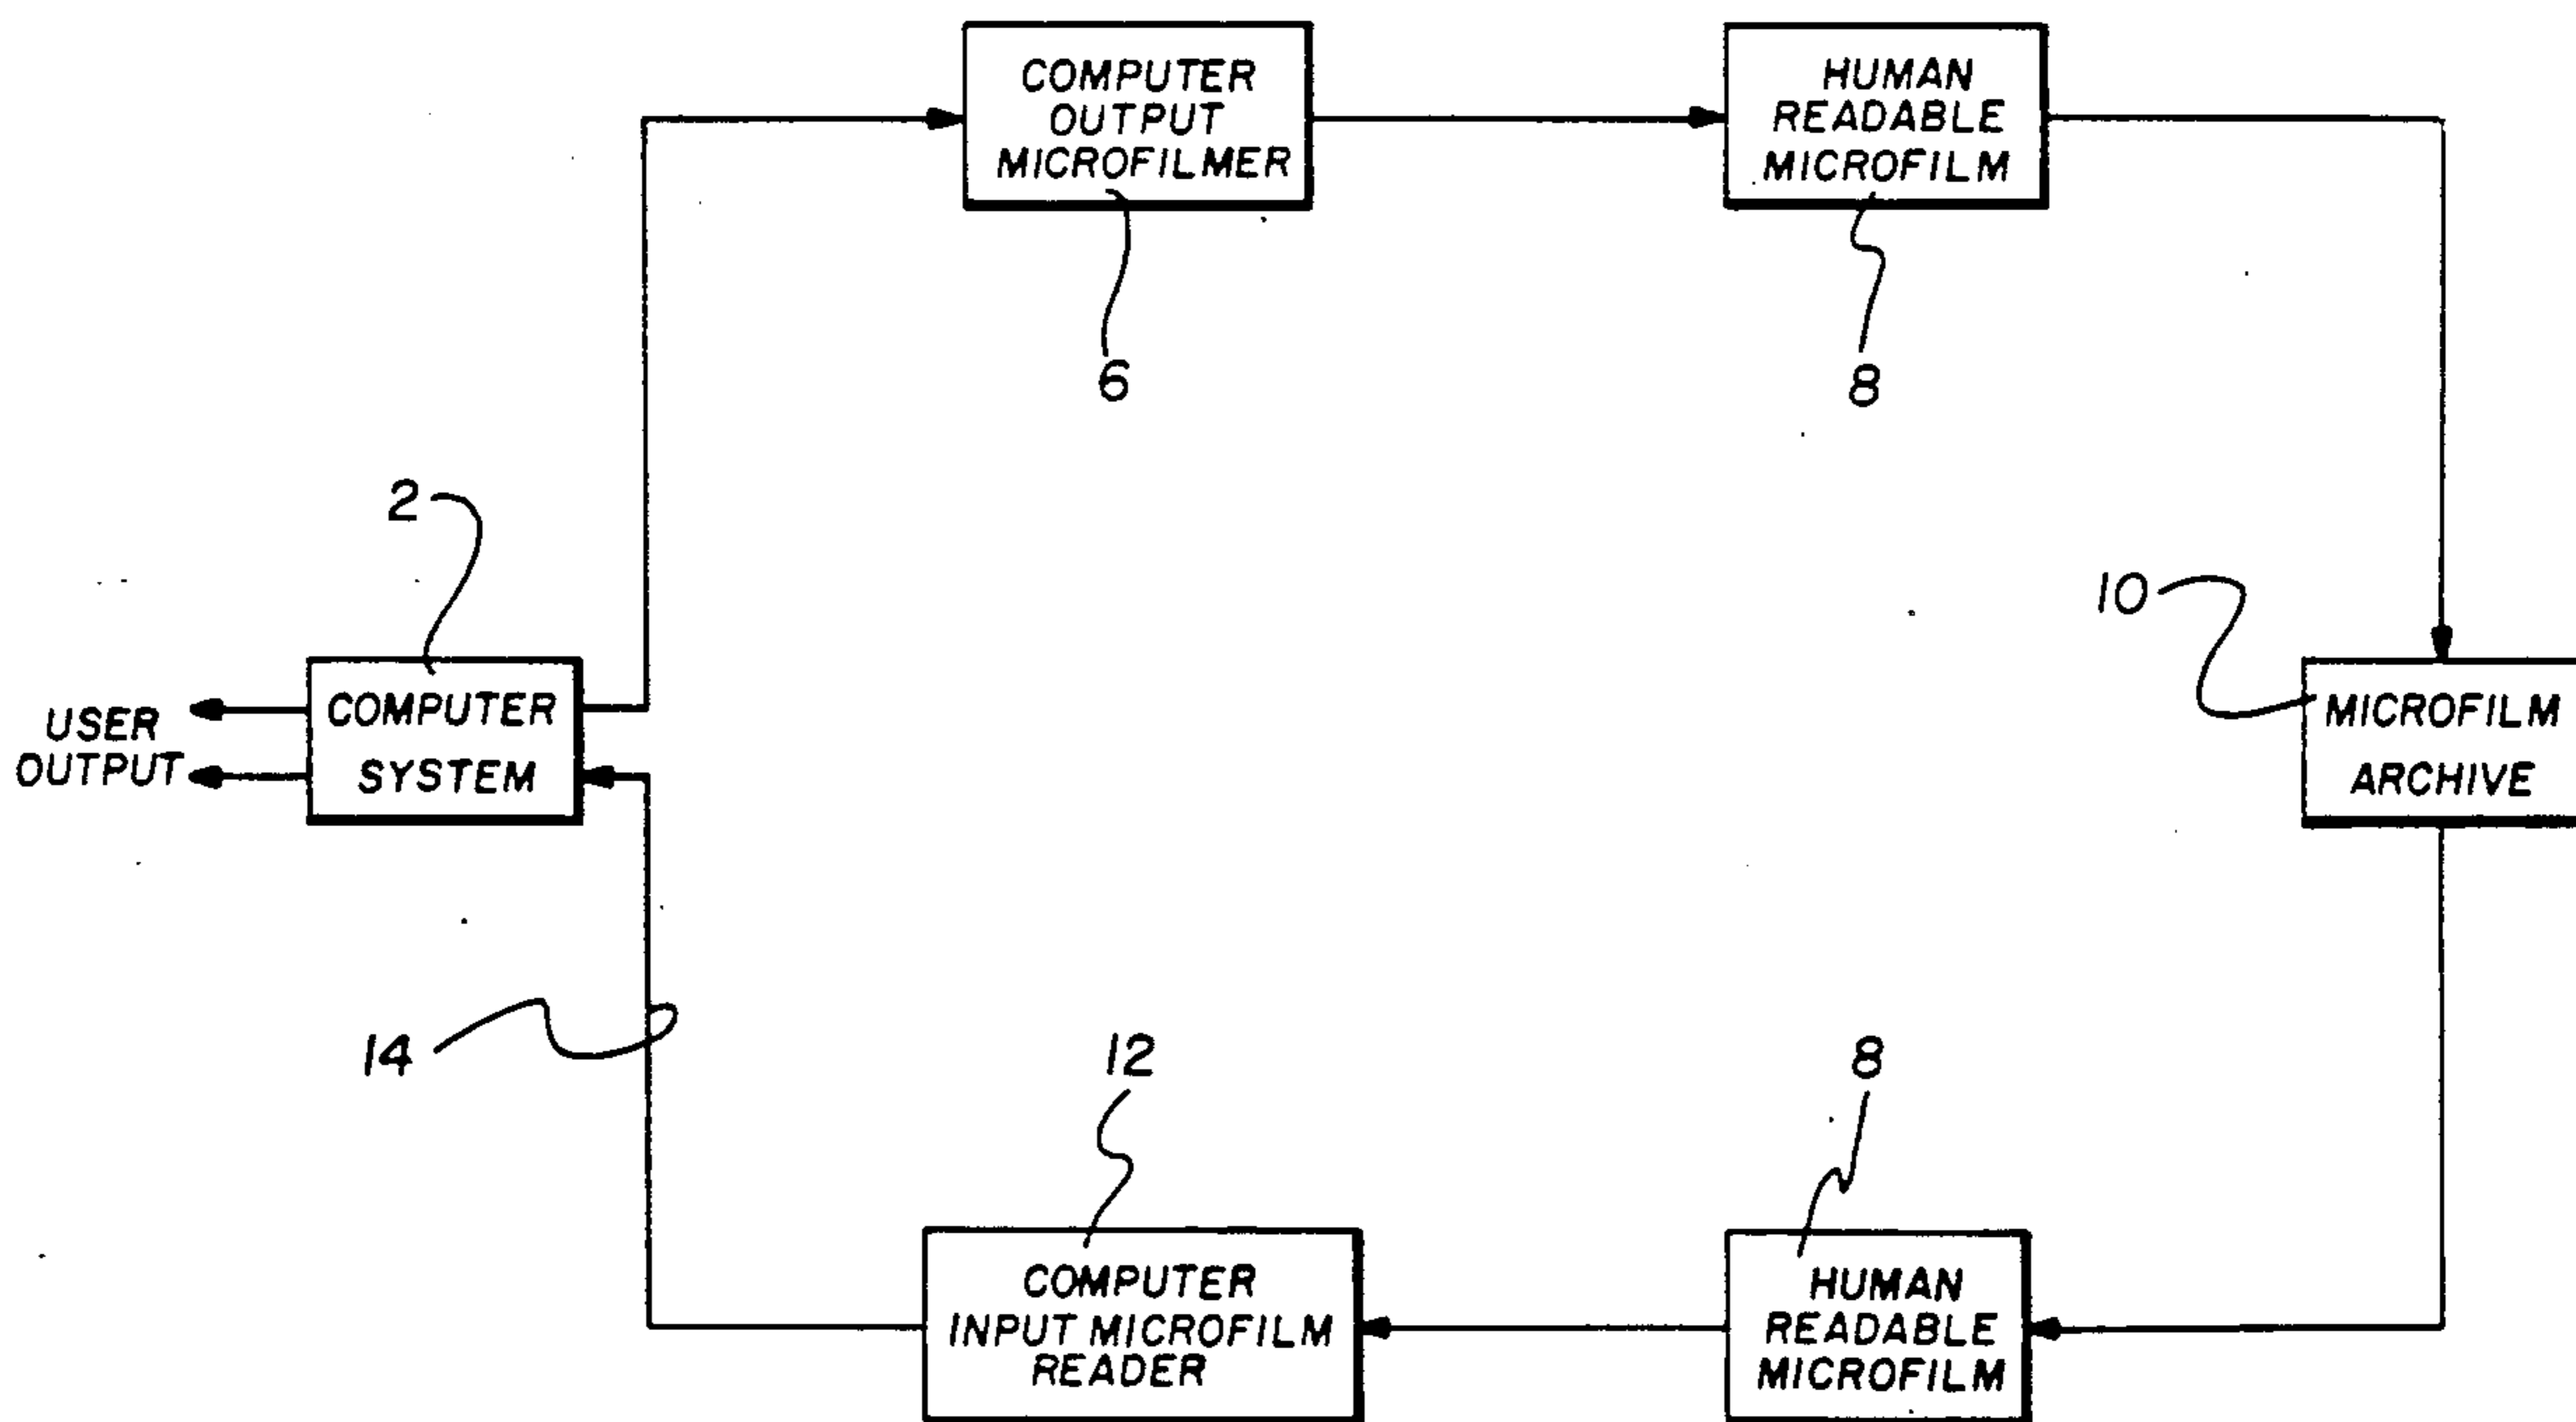 COMPUTER
OUTPUT
MICROFILMER
6
HUMAN
READABLE
MICROFILM
8
2
COMPUTER
SYSTEM
USER
OUTPUT
10
MICROFILM
ARCHIVE
14
12
COMPUTER
INPUT MICROFILM
READER
8
HUMAN
READABLE
MICROFILM